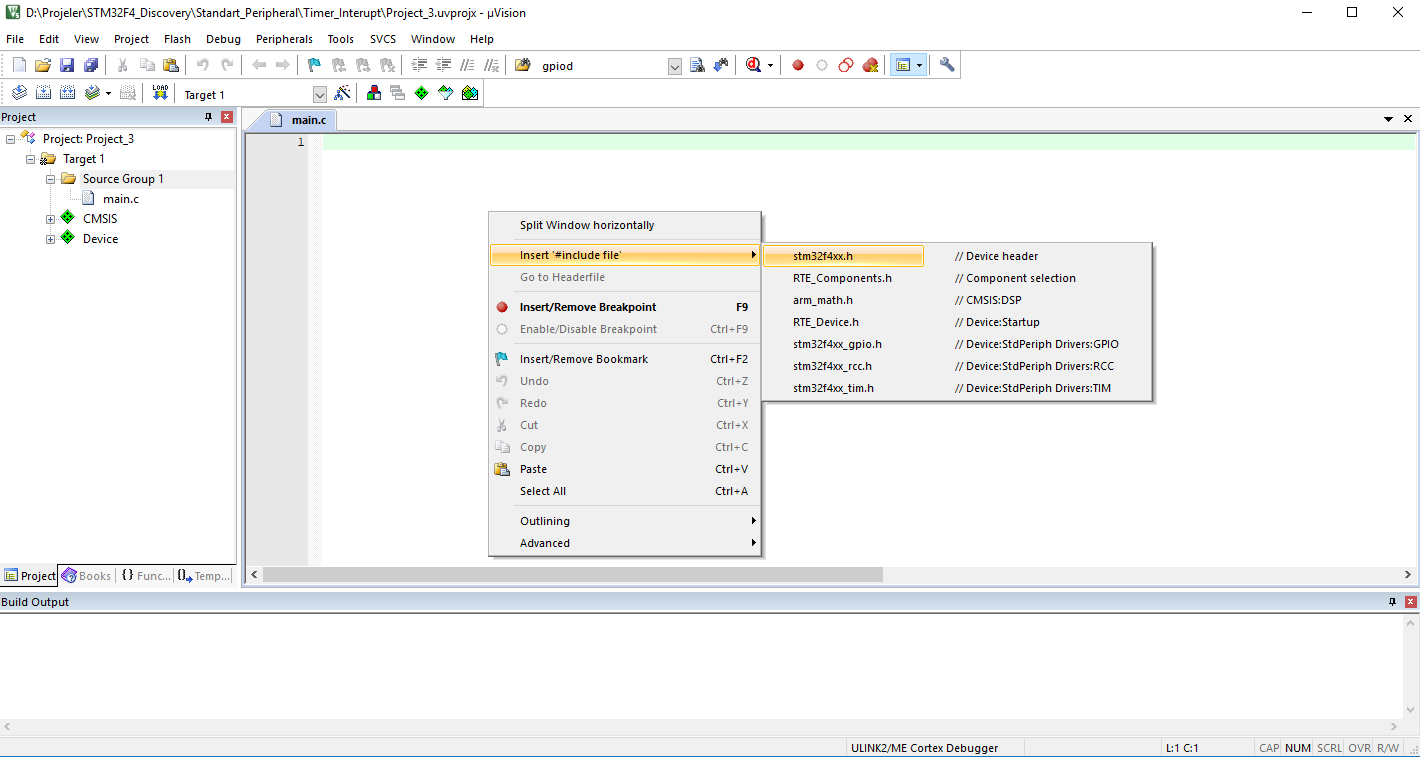 D:\Projeler\STM32F4_Discovery\Standart_Peripheral\Timer_Interupt\Project_3.uvprojx - µVision
File Edit View Project Flash Debug Peripherals Tools SVCS Window Help
gpiod
LOAD
Target 1
Project
main.c
Project: Project_3
Target 1
Source Group 1
main.c
CMSIS
Device
1
Split Window horizontally
Insert '#include file'
Go to Headerfile
Insert/Remove Breakpoint F9
Enable/Disable Breakpoint Ctrl+F9
Insert/Remove Bookmark Ctrl+F2
Undo Ctrl+Z
Redo Ctrl+Y
Cut Ctrl+X
Copy Ctrl+C
Paste Ctrl+V
Select All Ctrl+A
Outlining
Advanced
stm32f4xx.h // Device header
RTE_Components.h // Component selection
arm_math.h // CMSIS:DSP
RTE_Device.h // Device:Startup
stm32f4xx_gpio.h // Device:StdPeriph Drivers:GPIO
stm32f4xx_rcc.h // Device:StdPeriph Drivers:RCC
stm32f4xx_tim.h // Device:StdPeriph Drivers:TIM
Project Books {} Func... Temp...
Build Output
ULINK2/ME Cortex Debugger L:1 C:1 CAP NUM SCRL OVR R/W